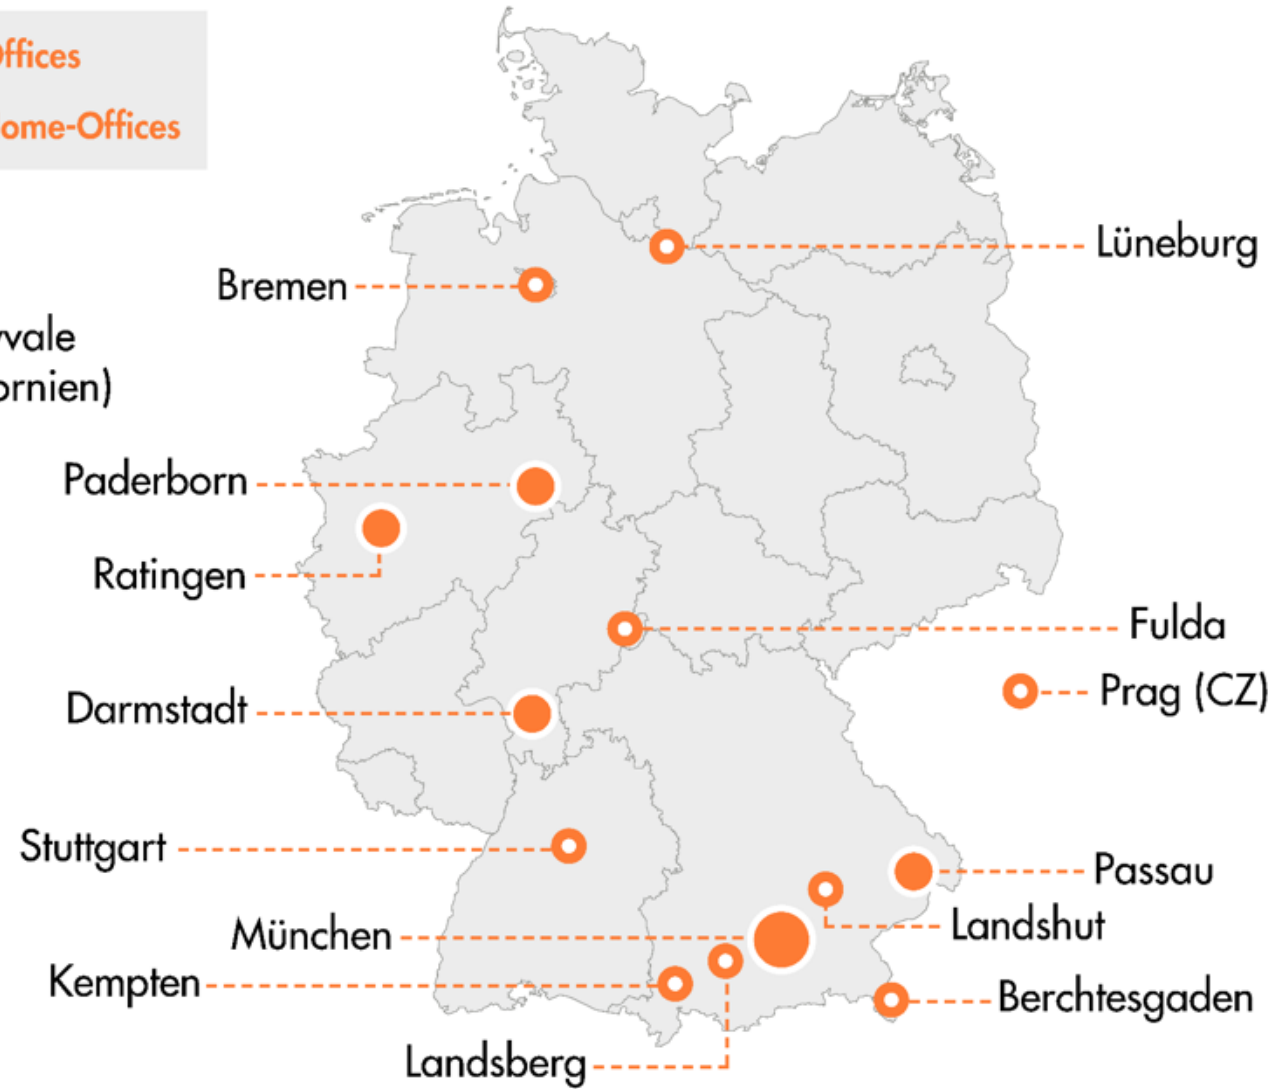 ffices
ome-Offices
Lüneburg
Bremen
vale
ornien)
Paderborn
Ratingen
Fulda
Prag (CZ)
Darmstadt
Stuttgart
Passau
Landshut
München
Kempten
Berchtesgaden
Landsberg